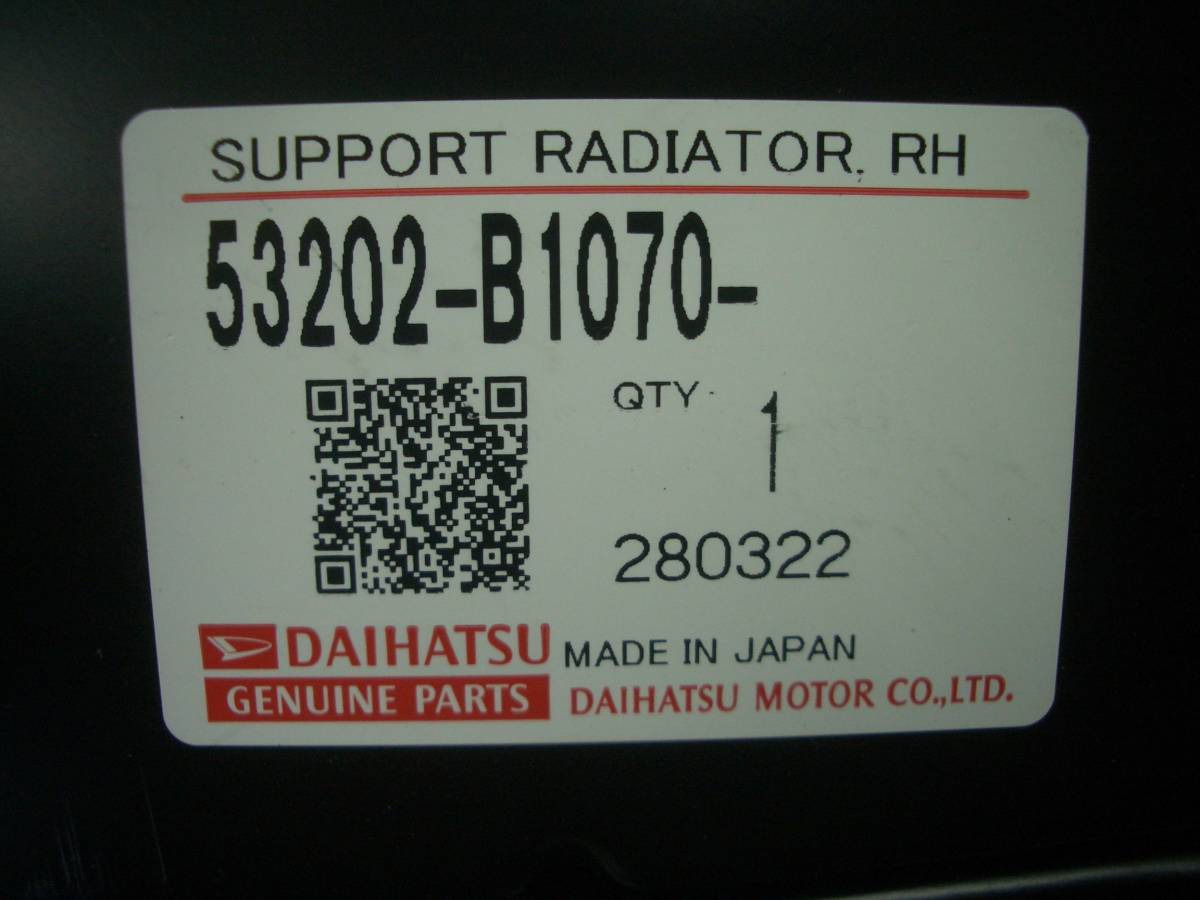 SUPPORT RADIATOR, RH
53202-B1070-
QTY 1
280322
DAIHATSU MADE IN JAPAN
GENUINE PARTS DAIHATSU MOTOR CO.,LTD.